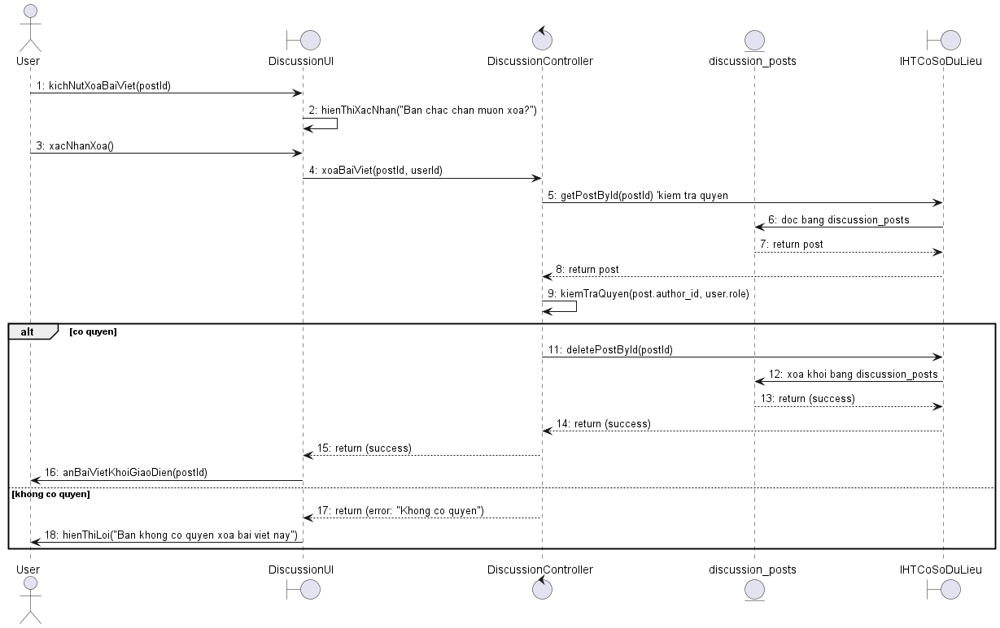 User
DiscussionUI
DiscussionController
discussion_posts
IHTCoSoDuLieu
1: kichNutXoaBaiViet(postId)
2: hienThiXacNhan("Ban chac chan muon xoa?")
3: xacNhanXoa()
4: xoaBaiViet(postId, userId)
5: getPostById(postId) 'kiem tra quyen
6: doc bang discussion_posts
7: return post
8: return post
9: kiemTraQuyen(post.author_id, user.role)
alt [co quyen]
11: deletePostById(postId)
12: xoa khoi bang discussion_posts
13: return (success)
14: return (success)
15: return (success)
16: anBaiVietKhoiGiaoDien(postId)
[khong co quyen]
17: return (error: "Khong co quyen")
18: hienThiLoi("Ban khong co quyen xoa bai viet nay")
User
DiscussionUI
DiscussionController
discussion_posts
IHTCoSoDuLieu